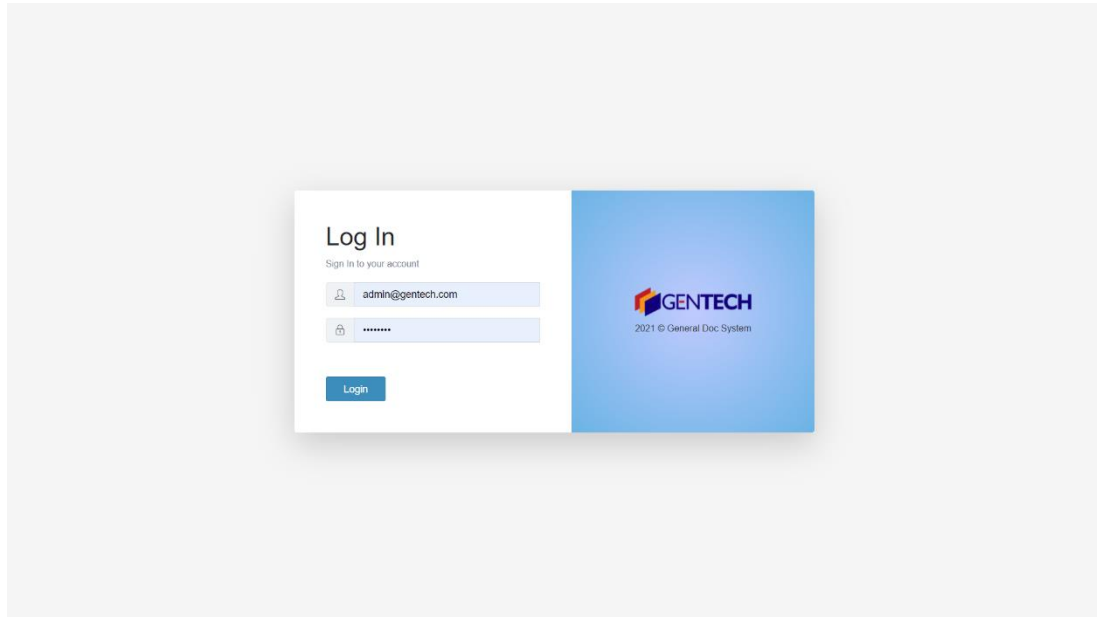 Log In
Sign In to your account
admin@gentech.com
••••••••
Login
GENTECH
2021 © General Doc System